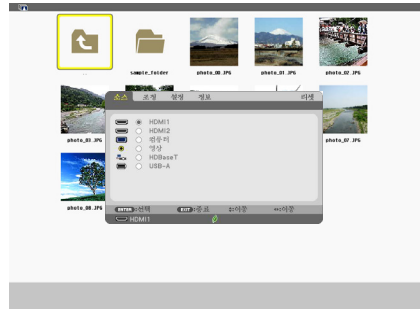 ..
sample_folder
photo_00.JPG
photo_01.JPG
photo_02.JPG
소스 조정 설정 정보 리셋
HDMI1
HDMI2
컴퓨터
영상
HDBaseT
USB-A
photo_03.JPG
photo_07.JPG
photo_08.JPG
ENTER :선택 EXIT :종료 :이동 :이동
HDMI1